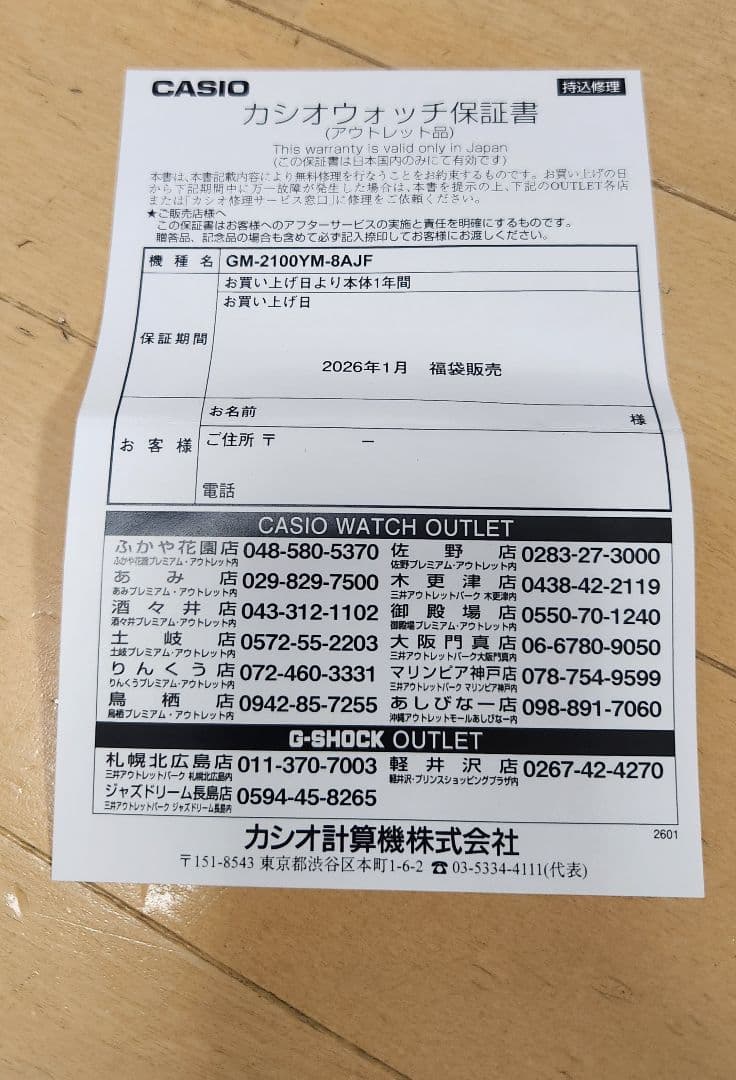 CASIO
持込修理
カシオウォッチ保証書
(アウトレット品)
This warranty is valid only in Japan
(この保証書は日本国内のみにて有効です)
本書は、本書記載内容により無料修理を行なうことをお約束するものです。お買い上げの日
から下記期間中に万一故障が発生した場合は、本書を提示の上、下記のOUTLET各店
または「カシオ修理サービス窓口」に修理をご依頼ください。
★ご販売店様へ
この保証書はお客様へのアフターサービスの実施と責任を明確にするものです。
贈答品、記念品の場合も含めて必ず記入捺印してお客様にお渡しください。
機種名 GM-2100YM-8AJF
保証期間
お買い上げ日より本体1年間
お買い上げ日
2026年1月 福袋販売
お客様
お名前 様
ご住所 〒 ー
電話
CASIO WATCH OUTLET
ふかや花園店 048-580-5370 佐野店 0283-27-3000
ふかや花園プレミアム・アウトレット内 佐野プレミアム・アウトレット内
あみ店 029-829-7500 木更津店 0438-42-2119
あみプレミアム・アウトレット内 三井アウトレットパーク 木更津内
酒々井店 043-312-1102 御殿場店 0550-70-1240
酒々井プレミアム・アウトレット内 御殿場プレミアム・アウトレット内
土岐店 0572-55-2203 大阪門真店 06-6780-9050
土岐プレミアム・アウトレット内 三井アウトレットパーク大阪門真内
りんくう店 072-460-3331 マリンピア神戸店 078-754-9599
りんくうプレミアム・アウトレット内 三井アウトレットパーク マリンピア神戸内
鳥栖店 0942-85-7255 あしびなー店 098-891-7060
鳥栖プレミアム・アウトレット内 沖縄アウトレットモールあしびなー内
G-SHOCK OUTLET
札幌北広島店 011-370-7003 軽井沢店 0267-42-4270
三井アウトレットパーク 札幌北広島内 軽井沢・プリンスショッピングプラザ内
ジャズドリーム長島店 0594-45-8265
三井アウトレットパーク ジャズドリーム長島内
カシオ計算機株式会社
2601
〒151-8543 東京都渋谷区本町1-6-2 ☎03-5334-4111(代表)